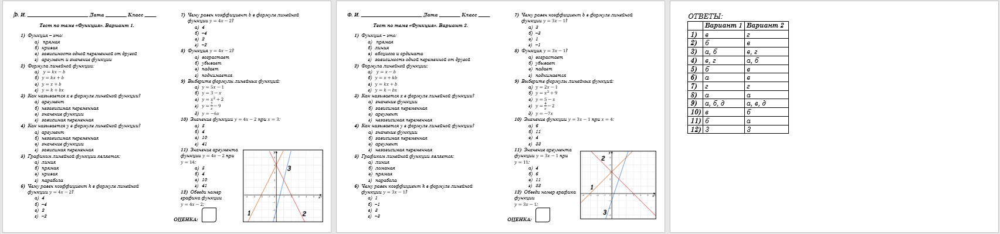 Ф. И. ____________ Дата ______ Класс ____
Тест по теме «Функция». Вариант 1.
1) Функция – это:
а) прямая
б) кривая
в) зависимость одной переменной от другой
г) аргумент и значение функции
2) Формула линейной функции:
а) y = kx − b
б) y = kx + b
в) y = x + b
г) y = k + bx
3) Как называется x в формуле линейной функции?
а) аргумент
б) независимая переменная
в) значение функции
г) зависимая переменная
4) Как называется y в формуле линейной функции?
а) аргумент
б) независимая переменная
в) значение функции
г) зависимая переменная
5) Графиком линейной функции является:
а) линия
б) прямая
в) кривая
г) парабола
6) Чему равен коэффициент k в формуле линейной
функции y = 4x − 2?
а) 4
б) −4
в) 2
г) −2
7) Чему равен коэффициент b в формуле линейной
функции y = 4x − 2?
а) 4
б) −4
в) 2
г) −2
8) Функция y = 4x − 2?
а) возрастает
б) убывает
в) падает
г) поднимается
9) Выберите формулы линейных функций:
а) y = 5x − 1
б) y = 3 − x
в) y = x² + 2
г) y = 7/x − 9
д) y = −6x
10) Значение функции y = 4x − 2 при x = 3:
а) 5
б) 4
в) 10
г) 41
11) Значение аргумента
функции y = 4x − 2 при
y = 14:
а) 5
б) 4
в) 10
г) 41
12) Обведи номер
графика функции
y = 4x − 2:
ОЦЕНКА:
y
3
x
1
2
Ф. И. ____________ Дата ______ Класс ____
Тест по теме «Функция». Вариант 2.
1) Функция – это:
а) прямая
б) линия
в) абсцисса и ордината
г) зависимость одной переменной от другой
2) Формула линейной функции:
а) y = x − b
б) y = x + kb
в) y = kx + b
г) y = k − bx
3) Как называется x в формуле линейной функции?
а) значение функции
б) зависимая переменная
в) аргумент
г) независимая переменная
4) Как называется y в формуле линейной функции?
а) значение функции
б) зависимая переменная
в) аргумент
г) независимая переменная
5) Графиком линейной функции является:
а) линия
б) ломаная
в) прямая
г) парабола
6) Чему равен коэффициент k в формуле линейной
функции y = 3x − 1?
а) 1
б) −1
в) 3
г) −3
7) Чему равен коэффициент b в формуле линейной
функции y = 3x − 1?
а) 3
б) −3
в) 1
г) −1
8) Функция y = 3x − 1?
а) возрастает
б) убывает
в) падает
г) поднимается
9) Выберите формулы линейных функций:
а) y = 2x − 1
б) y = x² + 9
в) y = 5 − x
г) y = 4/x − 2
д) y = −7x
10) Значение функции y = 3x − 1 при x = 4:
а) 6
б) 11
в) 4
г) 33
11) Значение аргумента
функции y = 3x − 1 при
y = 11:
а) 4
б) 6
в) 11
г) 33
12) Обведи номер графика
функции
y = 3x − 1:
ОЦЕНКА:
y
2
1
x
3
ОТВЕТЫ:
Вариант 1 Вариант 2
1) в г
2) б в
3) а, б в, г
4) в, г а, б
5) б в
6) а в
7) г г
8) а а
9) а, б, д а, в, д
10) в б
11) б а
12) 3 3